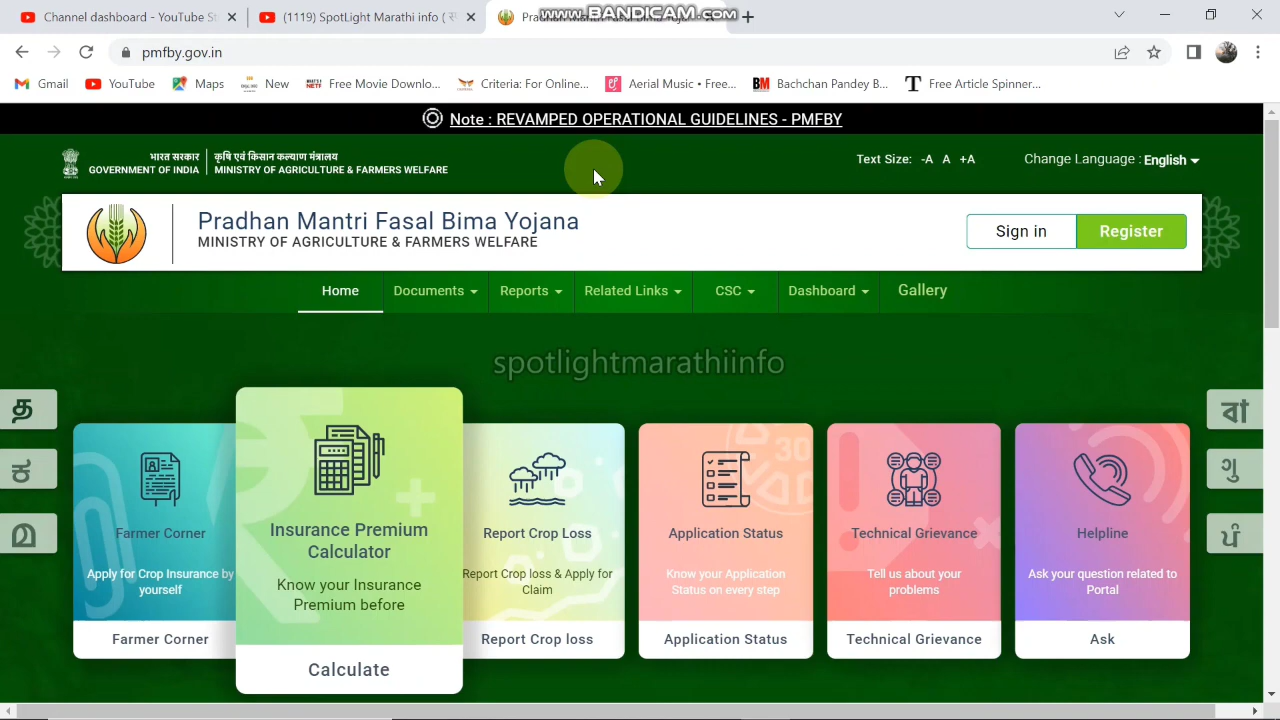 Channel dashboard - YouTube St
(1119) SpotLightMarathi info ( स
Pradhan Mantri Fasal Bima Yoja
www.BANDICAM.com
pmfby.gov.in
Gmail
YouTube
Maps
New
Free Movie Downlo...
Criteria: For Online...
Aerial Music • Free...
BM
Bachchan Pandey B...
T
Free Article Spinner...
Note : REVAMPED OPERATIONAL GUIDELINES - PMFBY
भारत सरकार
कृषि एवं किसान कल्याण मंत्रालय
GOVERNMENT OF INDIA
MINISTRY OF AGRICULTURE & FARMERS WELFARE
Text Size: -A A +A
Change Language : English
Pradhan Mantri Fasal Bima Yojana
MINISTRY OF AGRICULTURE & FARMERS WELFARE
Sign in
Register
Home
Documents
Reports
Related Links
CSC
Dashboard
Gallery
spotlightmarathiinfo
த
ಕ
മ
বা
ગુ
ਪੰ
Farmer Corner
Apply for Crop Insurance by
yourself
Farmer Corner
Insurance Premium
Calculator
Know your Insurance
Premium before
Calculate
Report Crop Loss
Report Crop loss & Apply for
Claim
Report Crop loss
Application Status
Know your Application
Status on every step
Application Status
Technical Grievance
Tell us about your
problems
Technical Grievance
Helpline
Ask your question related to
Portal
Ask